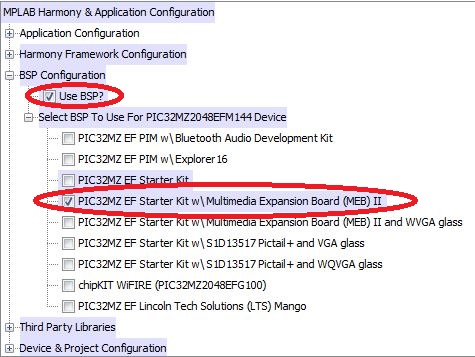 MPLAB Harmony & Application Configuration
Application Configuration
Harmony Framework Configuration
BSP Configuration
Use BSP?
Select BSP To Use For PIC32MZ2048EFM144 Device
PIC32MZ EF PIM w\Bluetooth Audio Development Kit
PIC32MZ EF PIM w\Explorer 16
PIC32MZ EF Starter Kit
PIC32MZ EF Starter Kit w\Multimedia Expansion Board (MEB) II
PIC32MZ EF Starter Kit w\Multimedia Expansion Board (MEB) II and WVGA glass
PIC32MZ EF Starter Kit w\S1D13517 Pictail+ and VGA glass
PIC32MZ EF Starter Kit w\S1D13517 Pictail+ and WQVGA glass
chipKIT WiFIRE (PIC32MZ2048EFG100)
PIC32MZ EF Lincoln Tech Solutions (LTS) Mango
Third Party Libraries
Device & Project Configuration